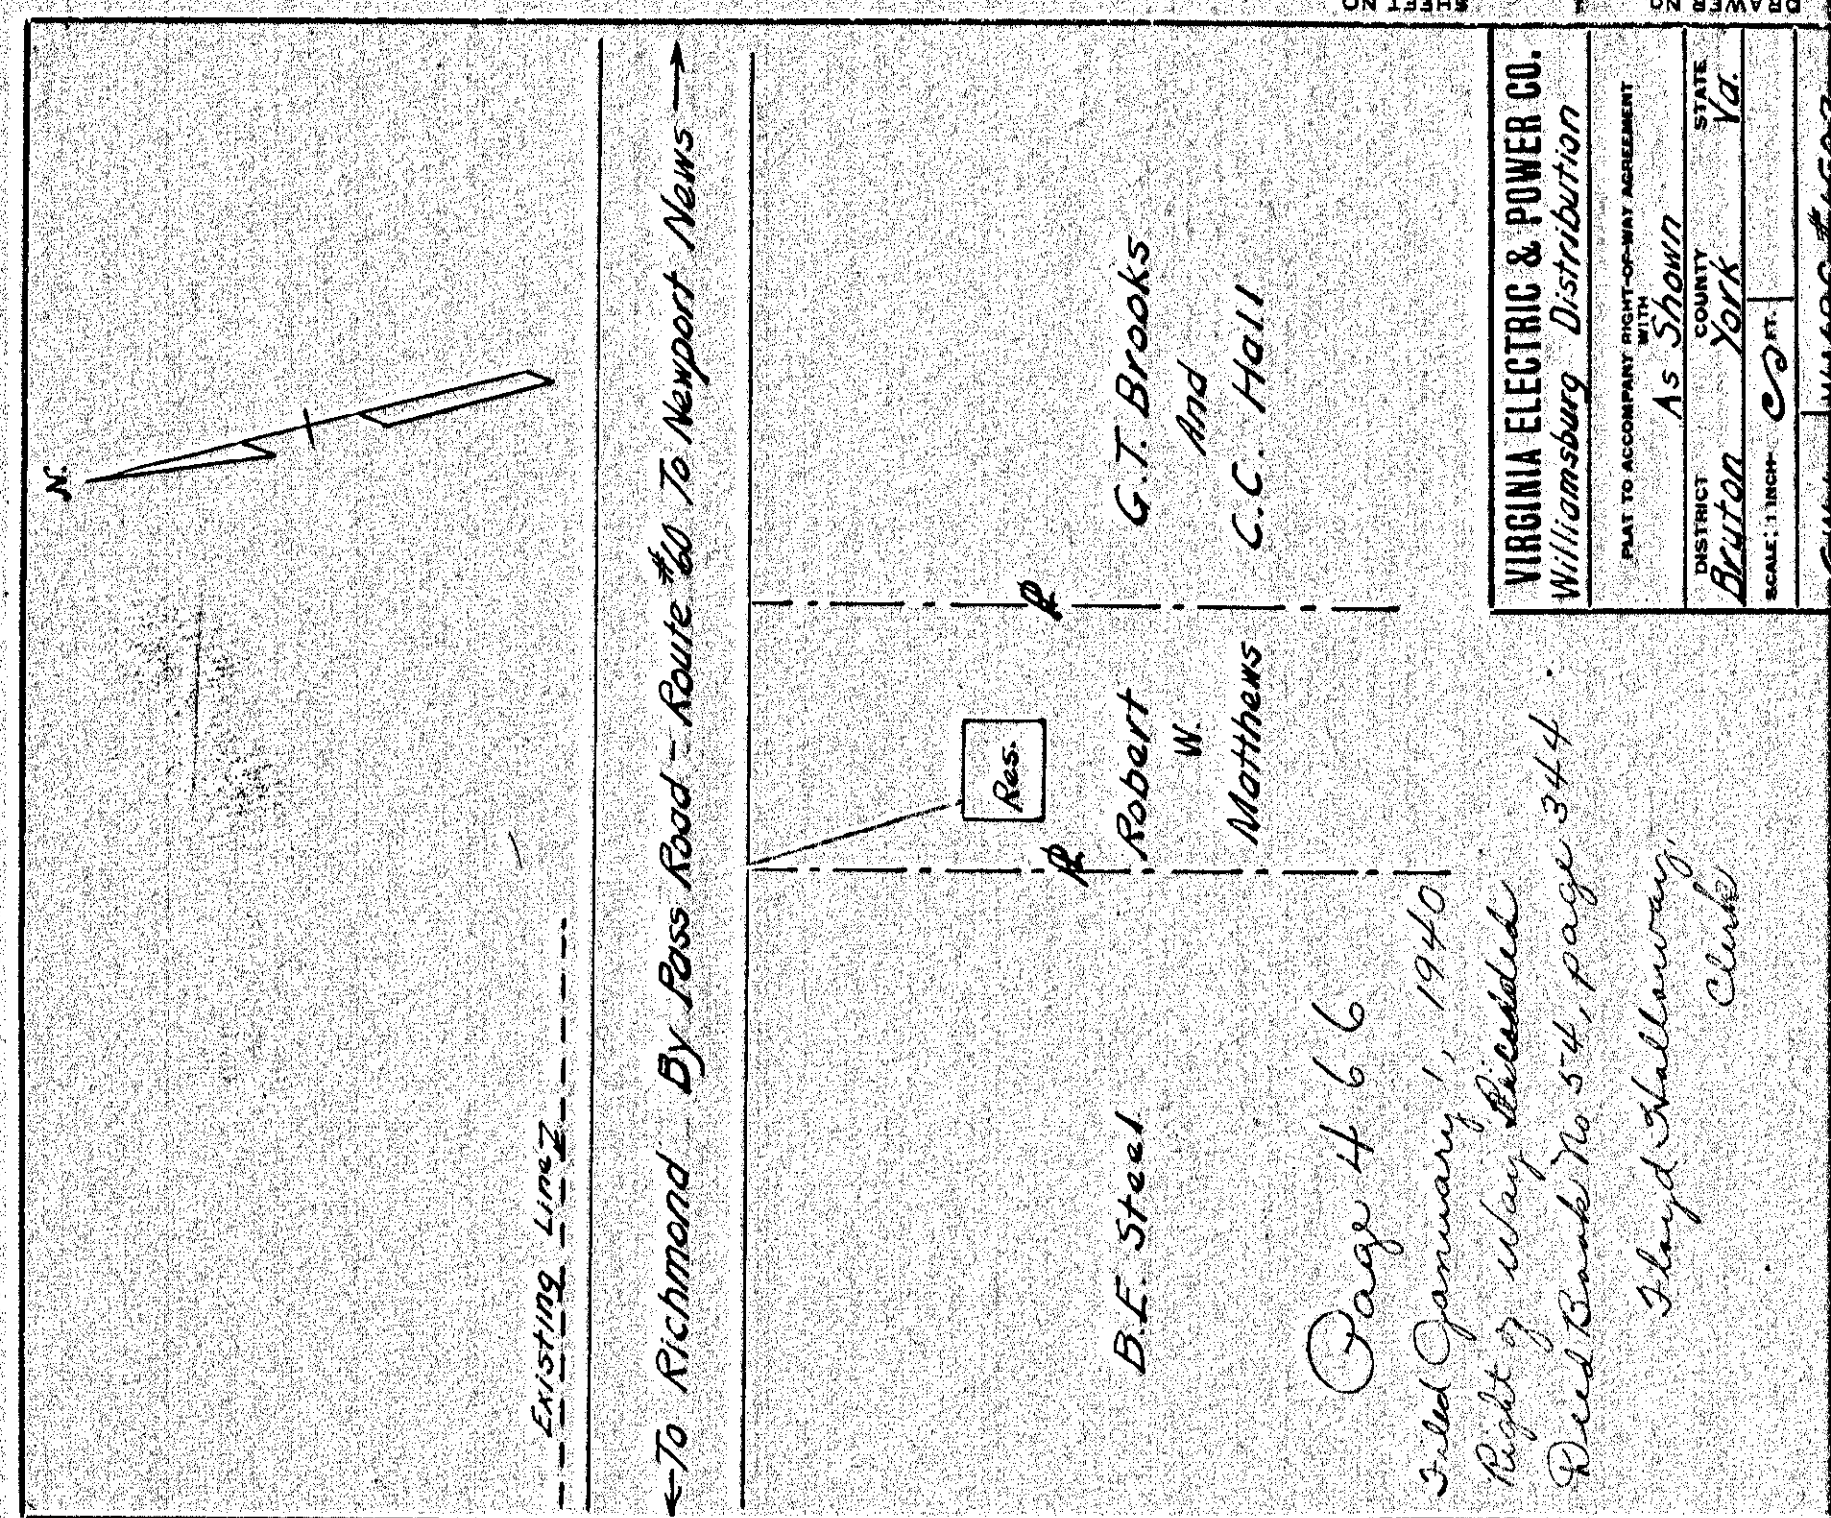 N.
Existing Line
←To Richmond By Pass Road - Route #60 To Newport News→
Res.
B.E. Steel
Robert
W.
Matthews
G.T. Brooks
And
C.C. Hall
Page 466
Filed January 1, 1940
Right of Way Recorded
Deed Book No 54, page 344
Floyd Holloway,
Clerk
VIRGINIA ELECTRIC & POWER CO.
Williamsburg Distribution
PLAT TO ACCOMPANY RIGHT-OF-WAY AGREEMENT
WITH
As Shown
DISTRICT COUNTY STATE
Bruton York Va.
SCALE: 1 INCH FT.
SHEET NO
DRAWER NO